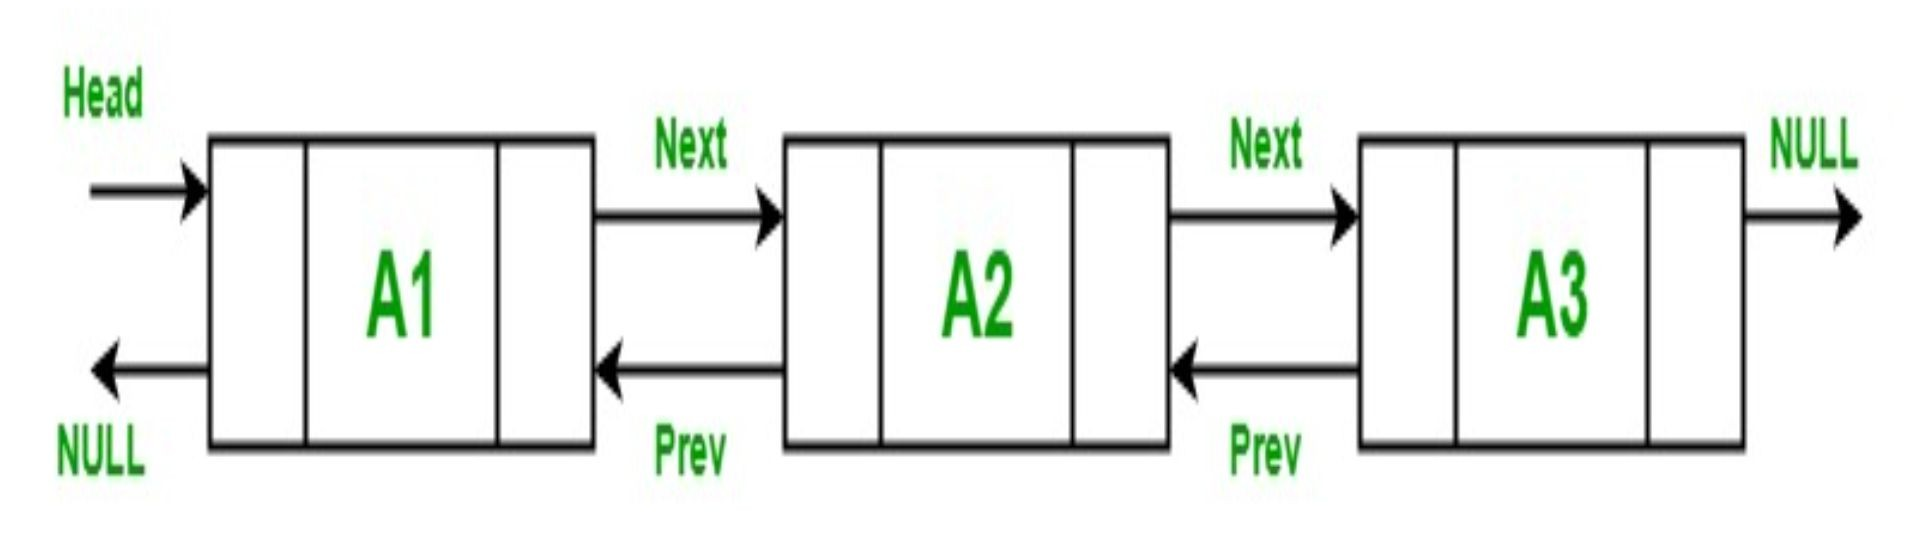 Head
Next
Next
NULL
A1
A2
A3
NULL
Prev
Prev